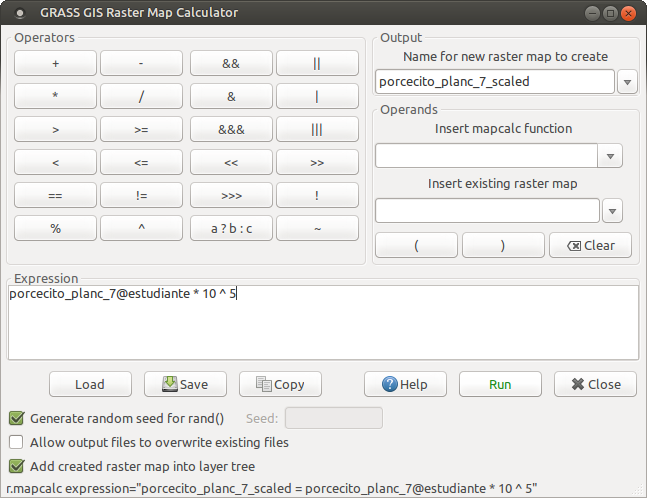 GRASS GIS Raster Map Calculator
Operators
+ - && ||
* / & |
> >= &&& |||
< <= << >>
== != >>> !
% ^ a ? b : c ~
Output
Name for new raster map to create
porcecito_planc_7_scaled
Operands
Insert mapcalc function
Insert existing raster map
( ) Clear
Expression
porcecito_planc_7@estudiante * 10 ^ 5
Load Save Copy Help Run Close
Generate random seed for rand() Seed:
Allow output files to overwrite existing files
Add created raster map into layer tree
r.mapcalc expression="porcecito_planc_7_scaled = porcecito_planc_7@estudiante * 10 ^ 5"